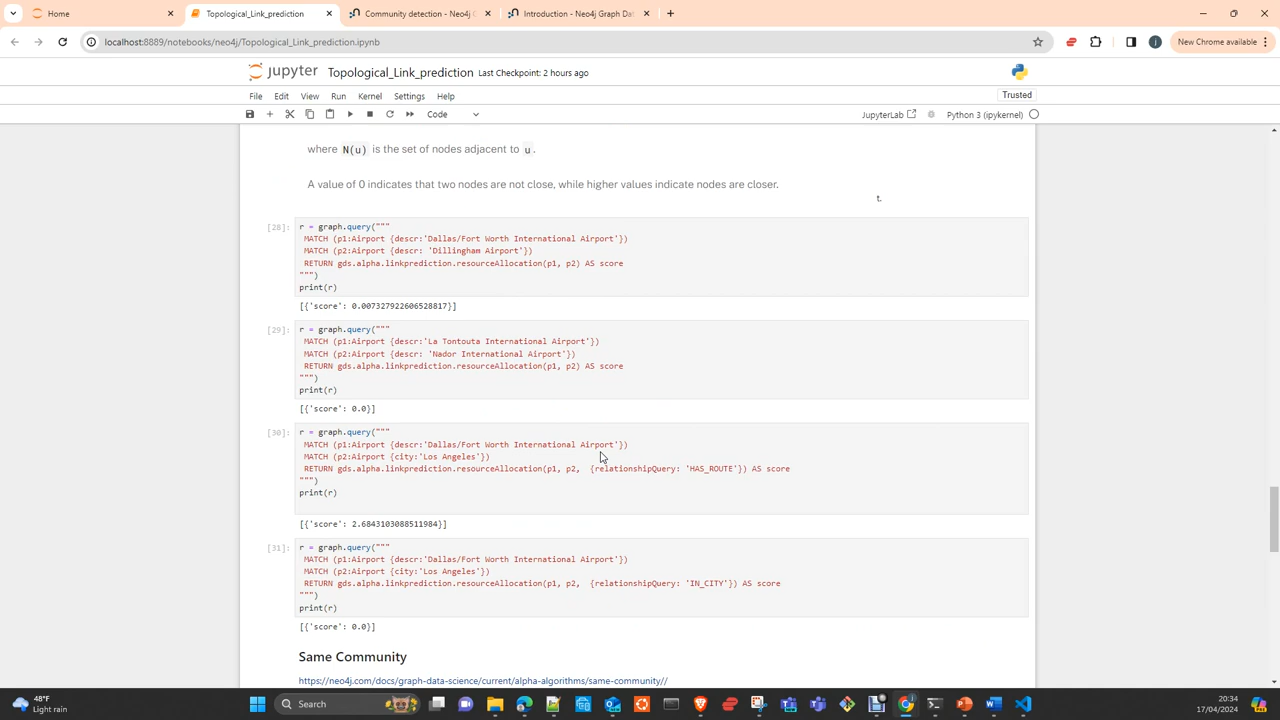 Home
Topological_Link_prediction
Community detection - Neo4j G
Introduction - Neo4j Graph Dat
localhost:8889/notebooks/neo4j/Topological_Link_prediction.ipynb
New Chrome available
jupyter Topological_Link_prediction Last Checkpoint: 2 hours ago
File Edit View Run Kernel Settings Help
Trusted
Code
JupyterLab
Python 3 (ipykernel)
where N(u) is the set of nodes adjacent to u.
A value of 0 indicates that two nodes are not close, while higher values indicate nodes are closer.
t.
[28]: r = graph.query("""
MATCH (p1:Airport {descr:'Dallas/Fort Worth International Airport'})
MATCH (p2:Airport {descr: 'Dillingham Airport'})
RETURN gds.alpha.linkprediction.resourceAllocation(p1, p2) AS score
""")
print(r)
[{'score': 0.007327922606528817}]
[29]: r = graph.query("""
MATCH (p1:Airport {descr:'La Tontouta International Airport'})
MATCH (p2:Airport {descr: 'Nador International Airport'})
RETURN gds.alpha.linkprediction.resourceAllocation(p1, p2) AS score
""")
print(r)
[{'score': 0.0}]
[30]: r = graph.query("""
MATCH (p1:Airport {descr:'Dallas/Fort Worth International Airport'})
MATCH (p2:Airport {city:'Los Angeles'})
RETURN gds.alpha.linkprediction.resourceAllocation(p1, p2,  {relationshipQuery: 'HAS_ROUTE'}) AS score
""")
print(r)
[{'score': 2.6843103088511984}]
[31]: r = graph.query("""
MATCH (p1:Airport {descr:'Dallas/Fort Worth International Airport'})
MATCH (p2:Airport {city:'Los Angeles'})
RETURN gds.alpha.linkprediction.resourceAllocation(p1, p2,  {relationshipQuery: 'IN_CITY'}) AS score
""")
print(r)
[{'score': 0.0}]
Same Community
https://neo4j.com/docs/graph-data-science/current/alpha-algorithms/same-community//
48°F
Light rain
Search
20:34
17/04/2024